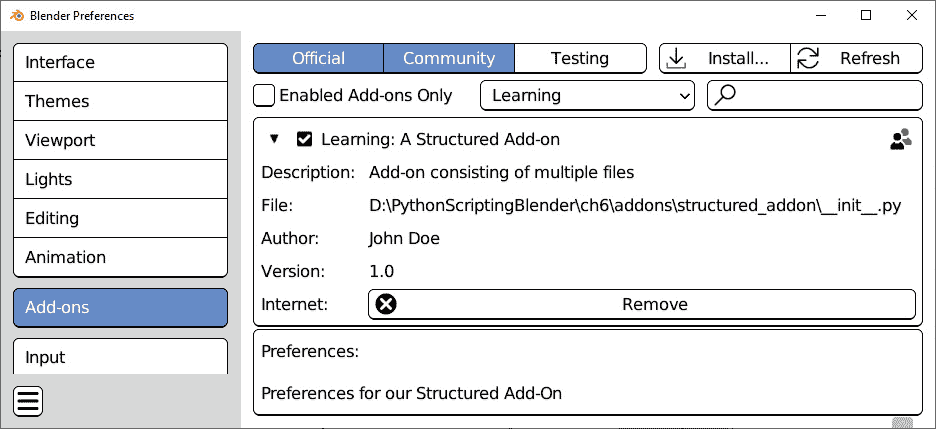 Blender Preferences
Interface
Themes
Viewport
Lights
Editing
Animation
Add-ons
Input
Official Community Testing Install... Refresh
Enabled Add-ons Only Learning
Learning: A Structured Add-on
Description: Add-on consisting of multiple files
File: D:\PythonScriptingBlender\ch6\addons\structured_addon\__init__.py
Author: John Doe
Version: 1.0
Internet: Remove
Preferences:
Preferences for our Structured Add-On